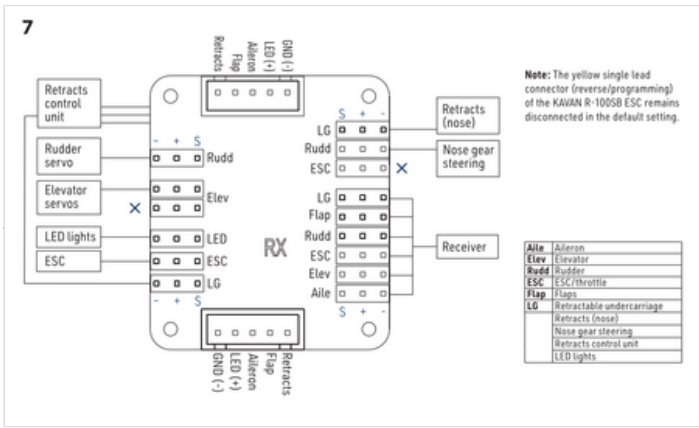 7
Retracts
Flap
Aileron
LED (+)
GND (-)
Note: The yellow single lead
connector (reverse/programming)
of the KAVAN R-100SB ESC remains
disconnected in the default setting.
Retracts
control
unit
Rudder
servo
Elevator
servos
LED lights
ESC
- + S
Rudd
Elev
LED
ESC
LG
- + S
RX
S + -
LG
Rudd
ESC
LG
Flap
Rudd
ESC
Elev
Aile
S + -
Retracts
(nose)
Nose gear
steering
Receiver
GND (-)
LED (+)
Aileron
Flap
Retracts
Aile Aileron
Elev Elevator
Rudd Rudder
ESC ESC/throttle
Flap Flaps
LG Retractable undercarriage
Retracts (nose)
Nose gear steering
Retracts control unit
LED lights